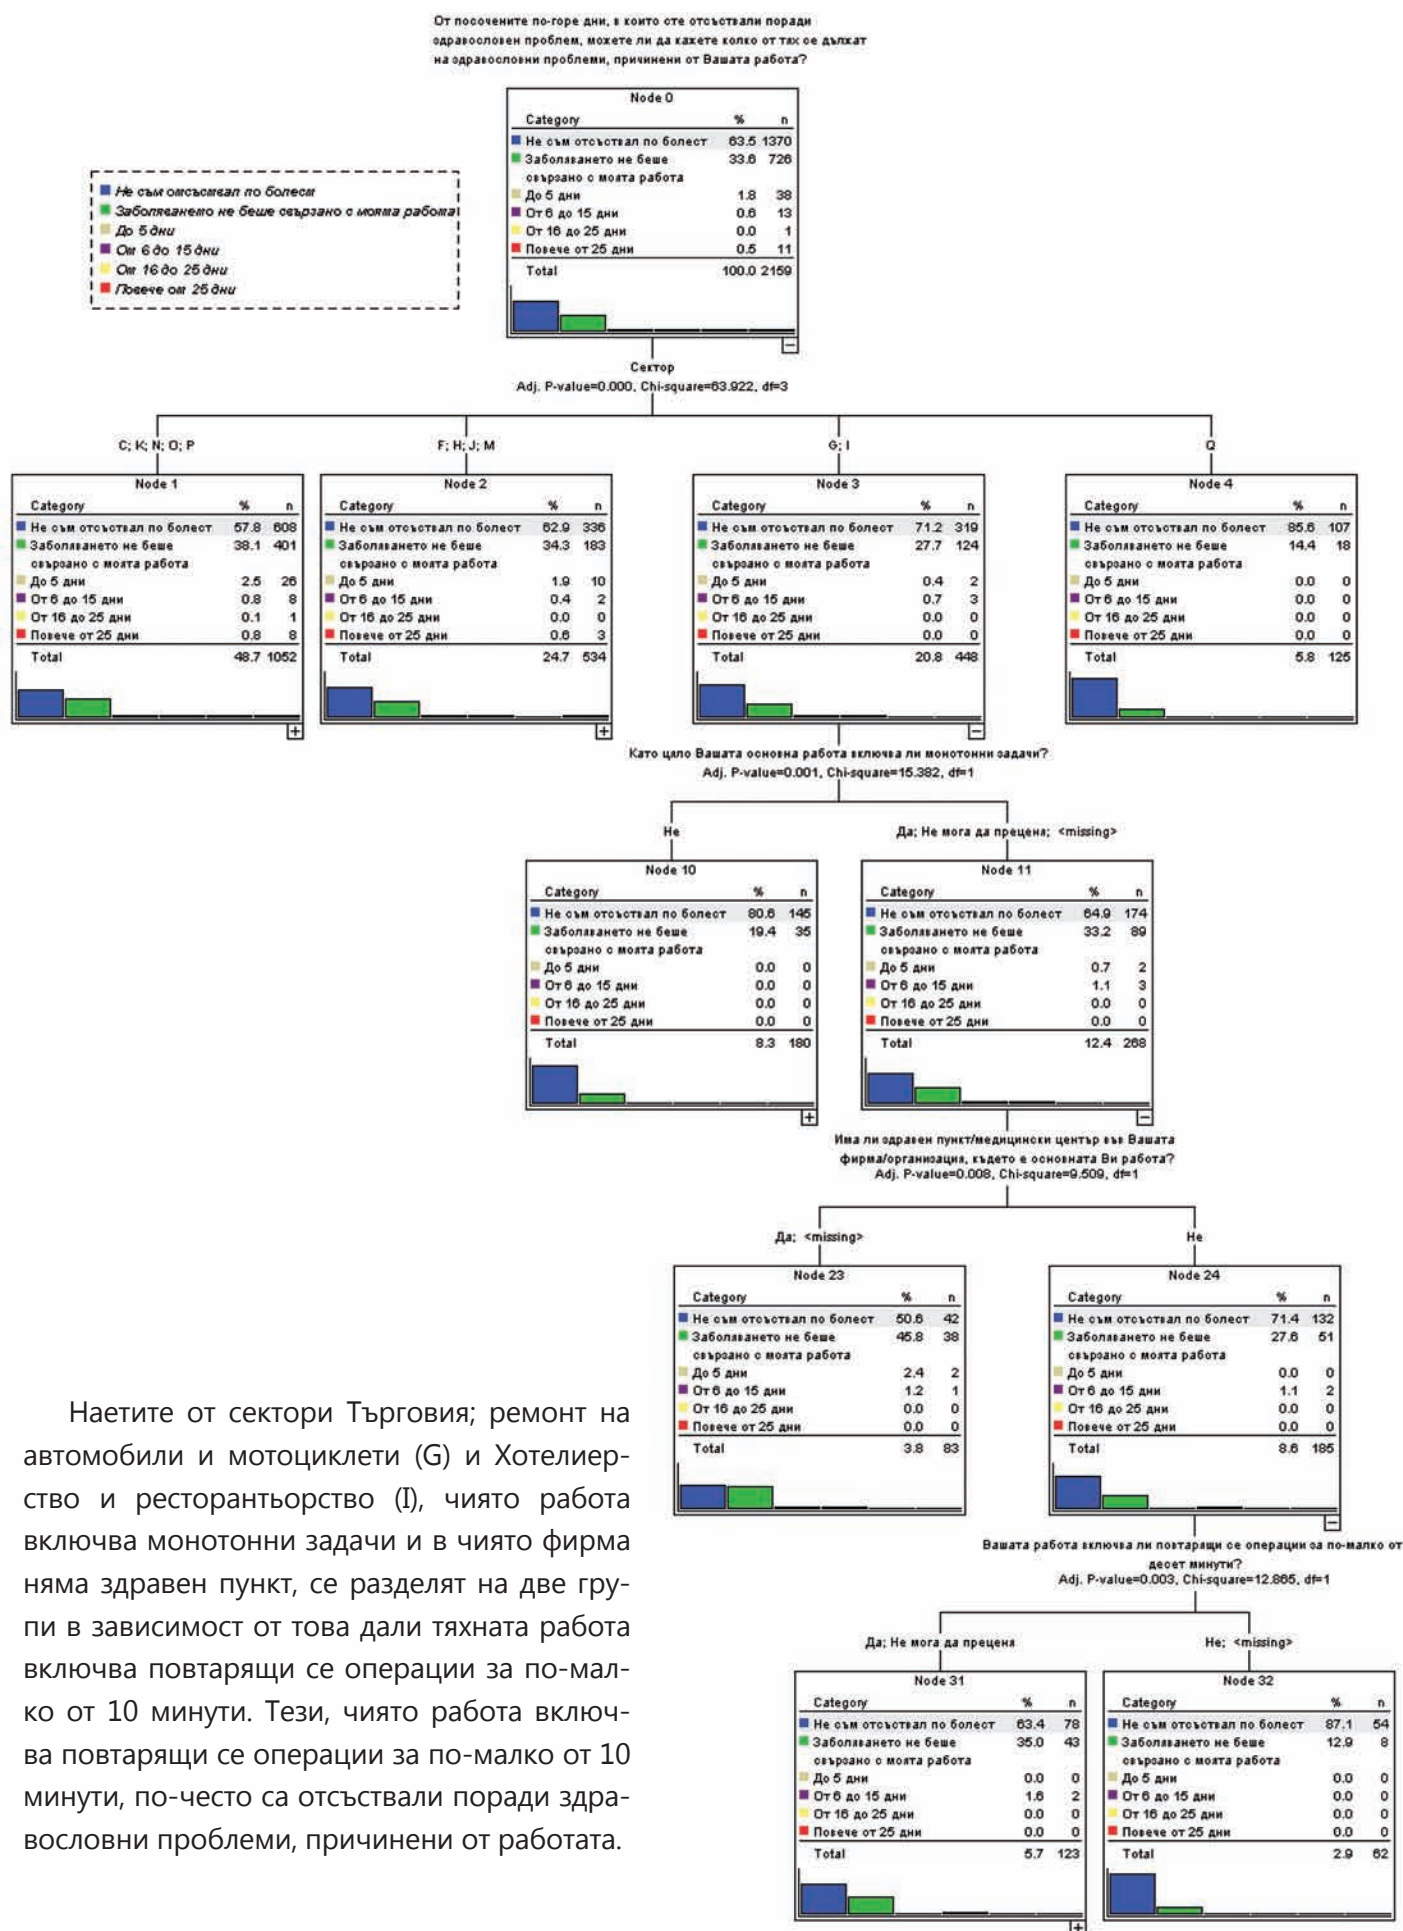 От посочените по-горе дни, в които сте отсъствали поради
здравословен проблем, можете ли да кажете колко от тях се дължат
на здравословни проблеми, причинени от Вашата работа?
Node 0
Category % n
Не съм отсъствал по болест 63.5 1370
Заболяването не беше 33.6 726
свързано с моята работа
До 5 дни 1.8 38
От 6 до 15 дни 0.6 13
От 16 до 25 дни 0.0 1
Повече от 25 дни 0.5 11
Total 100.0 2159
Не съм отсъствал по болест
Заболяването не беше свързано с моята работа
До 5 дни
От 6 до 15 дни
От 16 до 25 дни
Повече от 25 дни
Сектор
Adj. P-value=0.000, Chi-square=63.922, df=3
C; K; N; O; P
Node 1
Category % n
Не съм отсъствал по болест 57.8 608
Заболяването не беше 38.1 401
свързано с моята работа
До 5 дни 2.5 26
От 6 до 15 дни 0.8 8
От 16 до 25 дни 0.1 1
Повече от 25 дни 0.8 8
Total 48.7 1052
F; H; J; M
Node 2
Category % n
Не съм отсъствал по болест 62.9 336
Заболяването не беше 34.3 183
свързано с моята работа
До 5 дни 1.9 10
От 6 до 15 дни 0.4 2
От 16 до 25 дни 0.0 0
Повече от 25 дни 0.6 3
Total 24.7 534
G; I
Node 3
Category % n
Не съм отсъствал по болест 71.2 319
Заболяването не беше 27.7 124
свързано с моята работа
До 5 дни 0.4 2
От 6 до 15 дни 0.7 3
От 16 до 25 дни 0.0 0
Повече от 25 дни 0.0 0
Total 20.8 448
Q
Node 4
Category % n
Не съм отсъствал по болест 85.6 107
Заболяването не беше 14.4 18
свързано с моята работа
До 5 дни 0.0 0
От 6 до 15 дни 0.0 0
От 16 до 25 дни 0.0 0
Повече от 25 дни 0.0 0
Total 5.8 125
Като цяло Вашата основна работа включва ли монотонни задачи?
Adj. P-value=0.001, Chi-square=15.382, df=1
Не
Node 10
Category % n
Не съм отсъствал по болест 80.6 145
Заболяването не беше 19.4 35
свързано с моята работа
До 5 дни 0.0 0
От 6 до 15 дни 0.0 0
От 16 до 25 дни 0.0 0
Повече от 25 дни 0.0 0
Total 8.3 180
Да; Не мога да преценя; <missing>
Node 11
Category % n
Не съм отсъствал по болест 64.9 174
Заболяването не беше 33.2 89
свързано с моята работа
До 5 дни 0.7 2
От 6 до 15 дни 1.1 3
От 16 до 25 дни 0.0 0
Повече от 25 дни 0.0 0
Total 12.4 268
Има ли здравен пункт/медицински център във Вашата
фирма/организация, където е основната Ви работа?
Adj. P-value=0.008, Chi-square=9.509, df=1
Да; <missing>
Node 23
Category % n
Не съм отсъствал по болест 50.6 42
Заболяването не беше 45.8 38
свързано с моята работа
До 5 дни 2.4 2
От 6 до 15 дни 1.2 1
От 16 до 25 дни 0.0 0
Повече от 25 дни 0.0 0
Total 3.8 83
Не
Node 24
Category % n
Не съм отсъствал по болест 71.4 132
Заболяването не беше 27.6 51
свързано с моята работа
До 5 дни 0.0 0
От 6 до 15 дни 1.1 2
От 16 до 25 дни 0.0 0
Повече от 25 дни 0.0 0
Total 8.6 185
Вашата работа включва ли повтарящи се операции за по-малко от
десет минути?
Adj. P-value=0.003, Chi-square=12.865, df=1
Да; Не мога да преценя
Node 31
Category % n
Не съм отсъствал по болест 63.4 78
Заболяването не беше 35.0 43
свързано с моята работа
До 5 дни 0.0 0
От 6 до 15 дни 1.6 2
От 16 до 25 дни 0.0 0
Повече от 25 дни 0.0 0
Total 5.7 123
Не; <missing>
Node 32
Category % n
Не съм отсъствал по болест 87.1 54
Заболяването не беше 12.9 8
свързано с моята работа
До 5 дни 0.0 0
От 6 до 15 дни 0.0 0
От 16 до 25 дни 0.0 0
Повече от 25 дни 0.0 0
Total 2.9 62
Наетите от сектори Търговия; ремонт на
автомобили и мотоциклети (G) и Хотелиер-
ство и ресторантьорство (I), чиято работа
включва монотонни задачи и в чиято фирма
няма здравен пункт, се разделят на две гру-
пи в зависимост от това дали тяхната работа
включва повтарящи се операции за по-мал-
ко от 10 минути. Тези, чиято работа включ-
ва повтарящи се операции за по-малко от 10
минути, по-често са отсъствали поради здра-
вословни проблеми, причинени от работата.